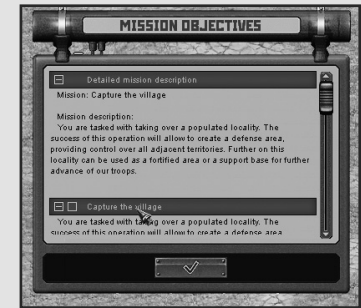 MISSION OBJECTIVES
Detailed mission description
Mission: Capture the village
Mission description:
You are tasked with taking over a populated locality. The
success of this operation will allow to create a defense area,
providing control over all adjacent territories. Further on this
locality can be used as a fortified area or a support base for further
advance of our troops.
Capture the village
You are tasked with taking over a populated locality. The
success of this operation will allow to create a defense area